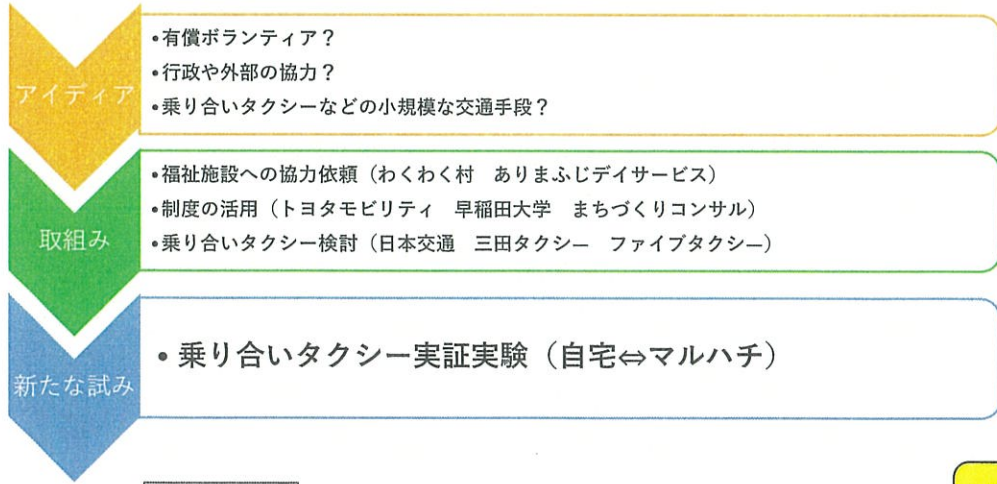 アイディア
•有償ボランティア？
•行政や外部の協力？
•乗り合いタクシーなどの小規模な交通手段？
取組み
•福祉施設への協力依頼（わくわく村　ありまふじデイサービス）
•制度の活用（トヨタモビリティ　早稲田大学　まちづくりコンサル）
•乗り合いタクシー検討（日本交通　三田タクシー　ファイブタクシー）
新たな試み
•乗り合いタクシー実証実験（自宅⇔マルハチ）